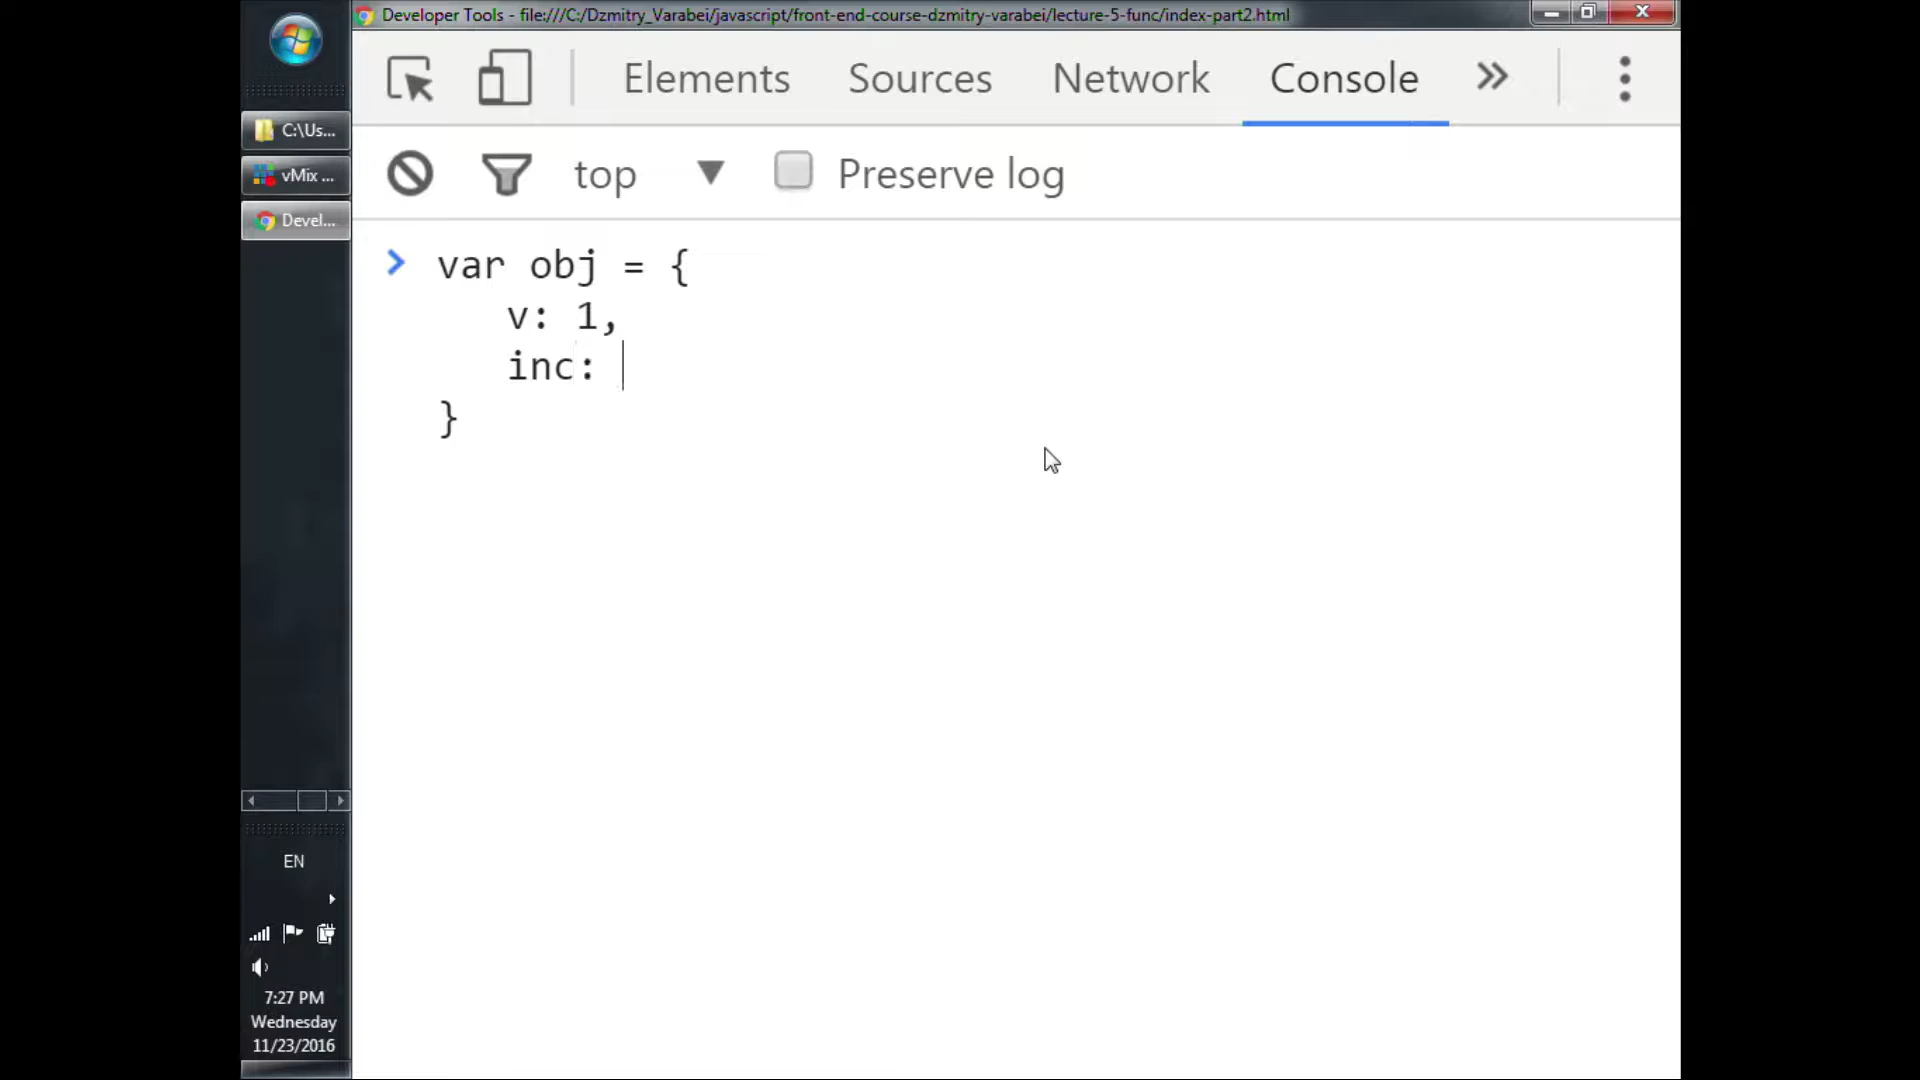 Developer Tools - file:///C:/Dzmitry_Varabei/javascript/front-end-course-dzmitry-varabei/lecture-5-func/index-part2.html
C:\Us...
vMix ...
Devel...
Elements Sources Network Console
top Preserve log
var obj = {
v: 1,
inc:
}
EN
7:27 PM
Wednesday
11/23/2016